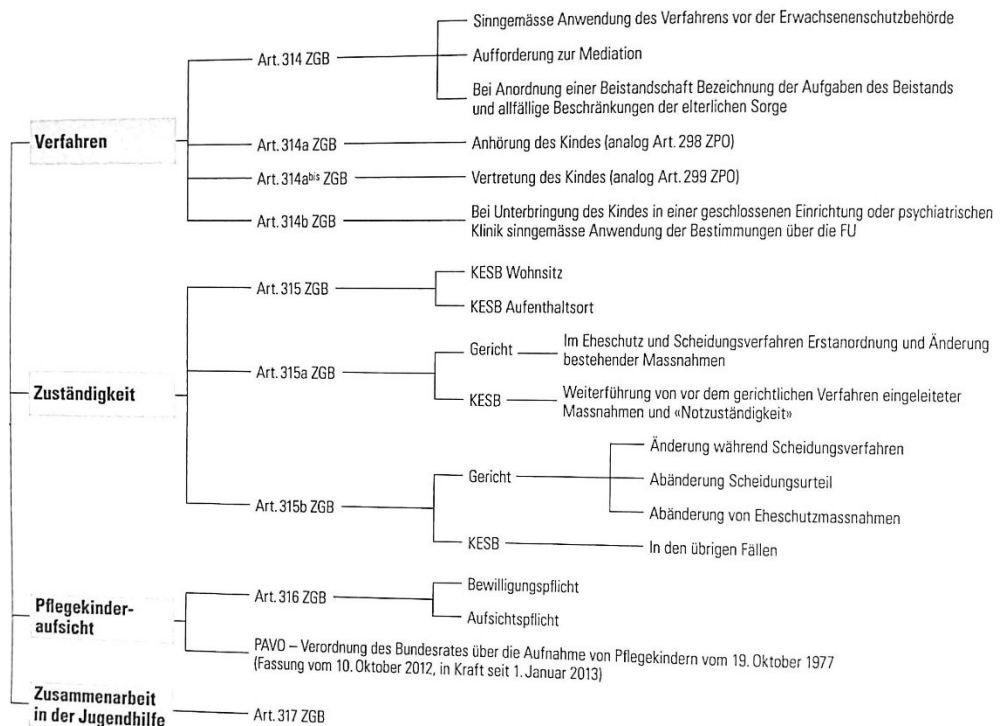 Sinngemässe Anwendung des Verfahrens vor der Erwachsenenschutzbehörde
Art. 314 ZGB
Aufforderung zur Mediation
Bei Anordnung einer Beistandschaft Bezeichnung der Aufgaben des Beistands
und allfällige Beschränkungen der elterlichen Sorge
Verfahren
Art. 314a ZGB
Anhörung des Kindes (analog Art. 298 ZPO)
Art. 314aᵇⁱˢ ZGB
Vertretung des Kindes (analog Art. 299 ZPO)
Art. 314b ZGB
Bei Unterbringung des Kindes in einer geschlossenen Einrichtung oder psychiatrischen
Klinik sinngemässe Anwendung der Bestimmungen über die FU
Zuständigkeit
Art. 315 ZGB
KESB Wohnsitz
KESB Aufenthaltsort
Art. 315a ZGB
Gericht
Im Eheschutz und Scheidungsverfahren Erstanordnung und Änderung
bestehender Massnahmen
KESB
Weiterführung von vor dem gerichtlichen Verfahren eingeleiteter
Massnahmen und «Notzuständigkeit»
Art. 315b ZGB
Gericht
Änderung während Scheidungsverfahren
Abänderung Scheidungsurteil
Abänderung von Eheschutzmassnahmen
KESB
In den übrigen Fällen
Pflegekinder-
aufsicht
Art. 316 ZGB
Bewilligungspflicht
Aufsichtspflicht
PAVO – Verordnung des Bundesrates über die Aufnahme von Pflegekindern vom 19. Oktober 1977
(Fassung vom 10. Oktober 2012, in Kraft seit 1. Januar 2013)
Zusammenarbeit
in der Jugendhilfe
Art. 317 ZGB